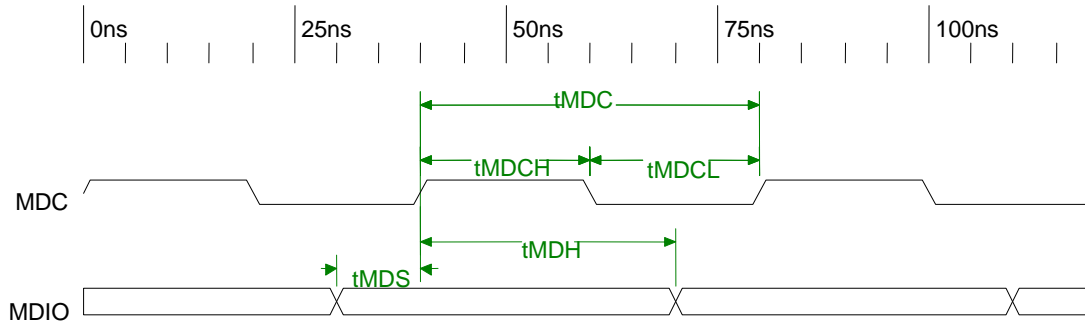 0ns 25ns 50ns 75ns 100ns
tMDC
tMDCH tMDCL
MDC
tMDH
tMDS
MDIO